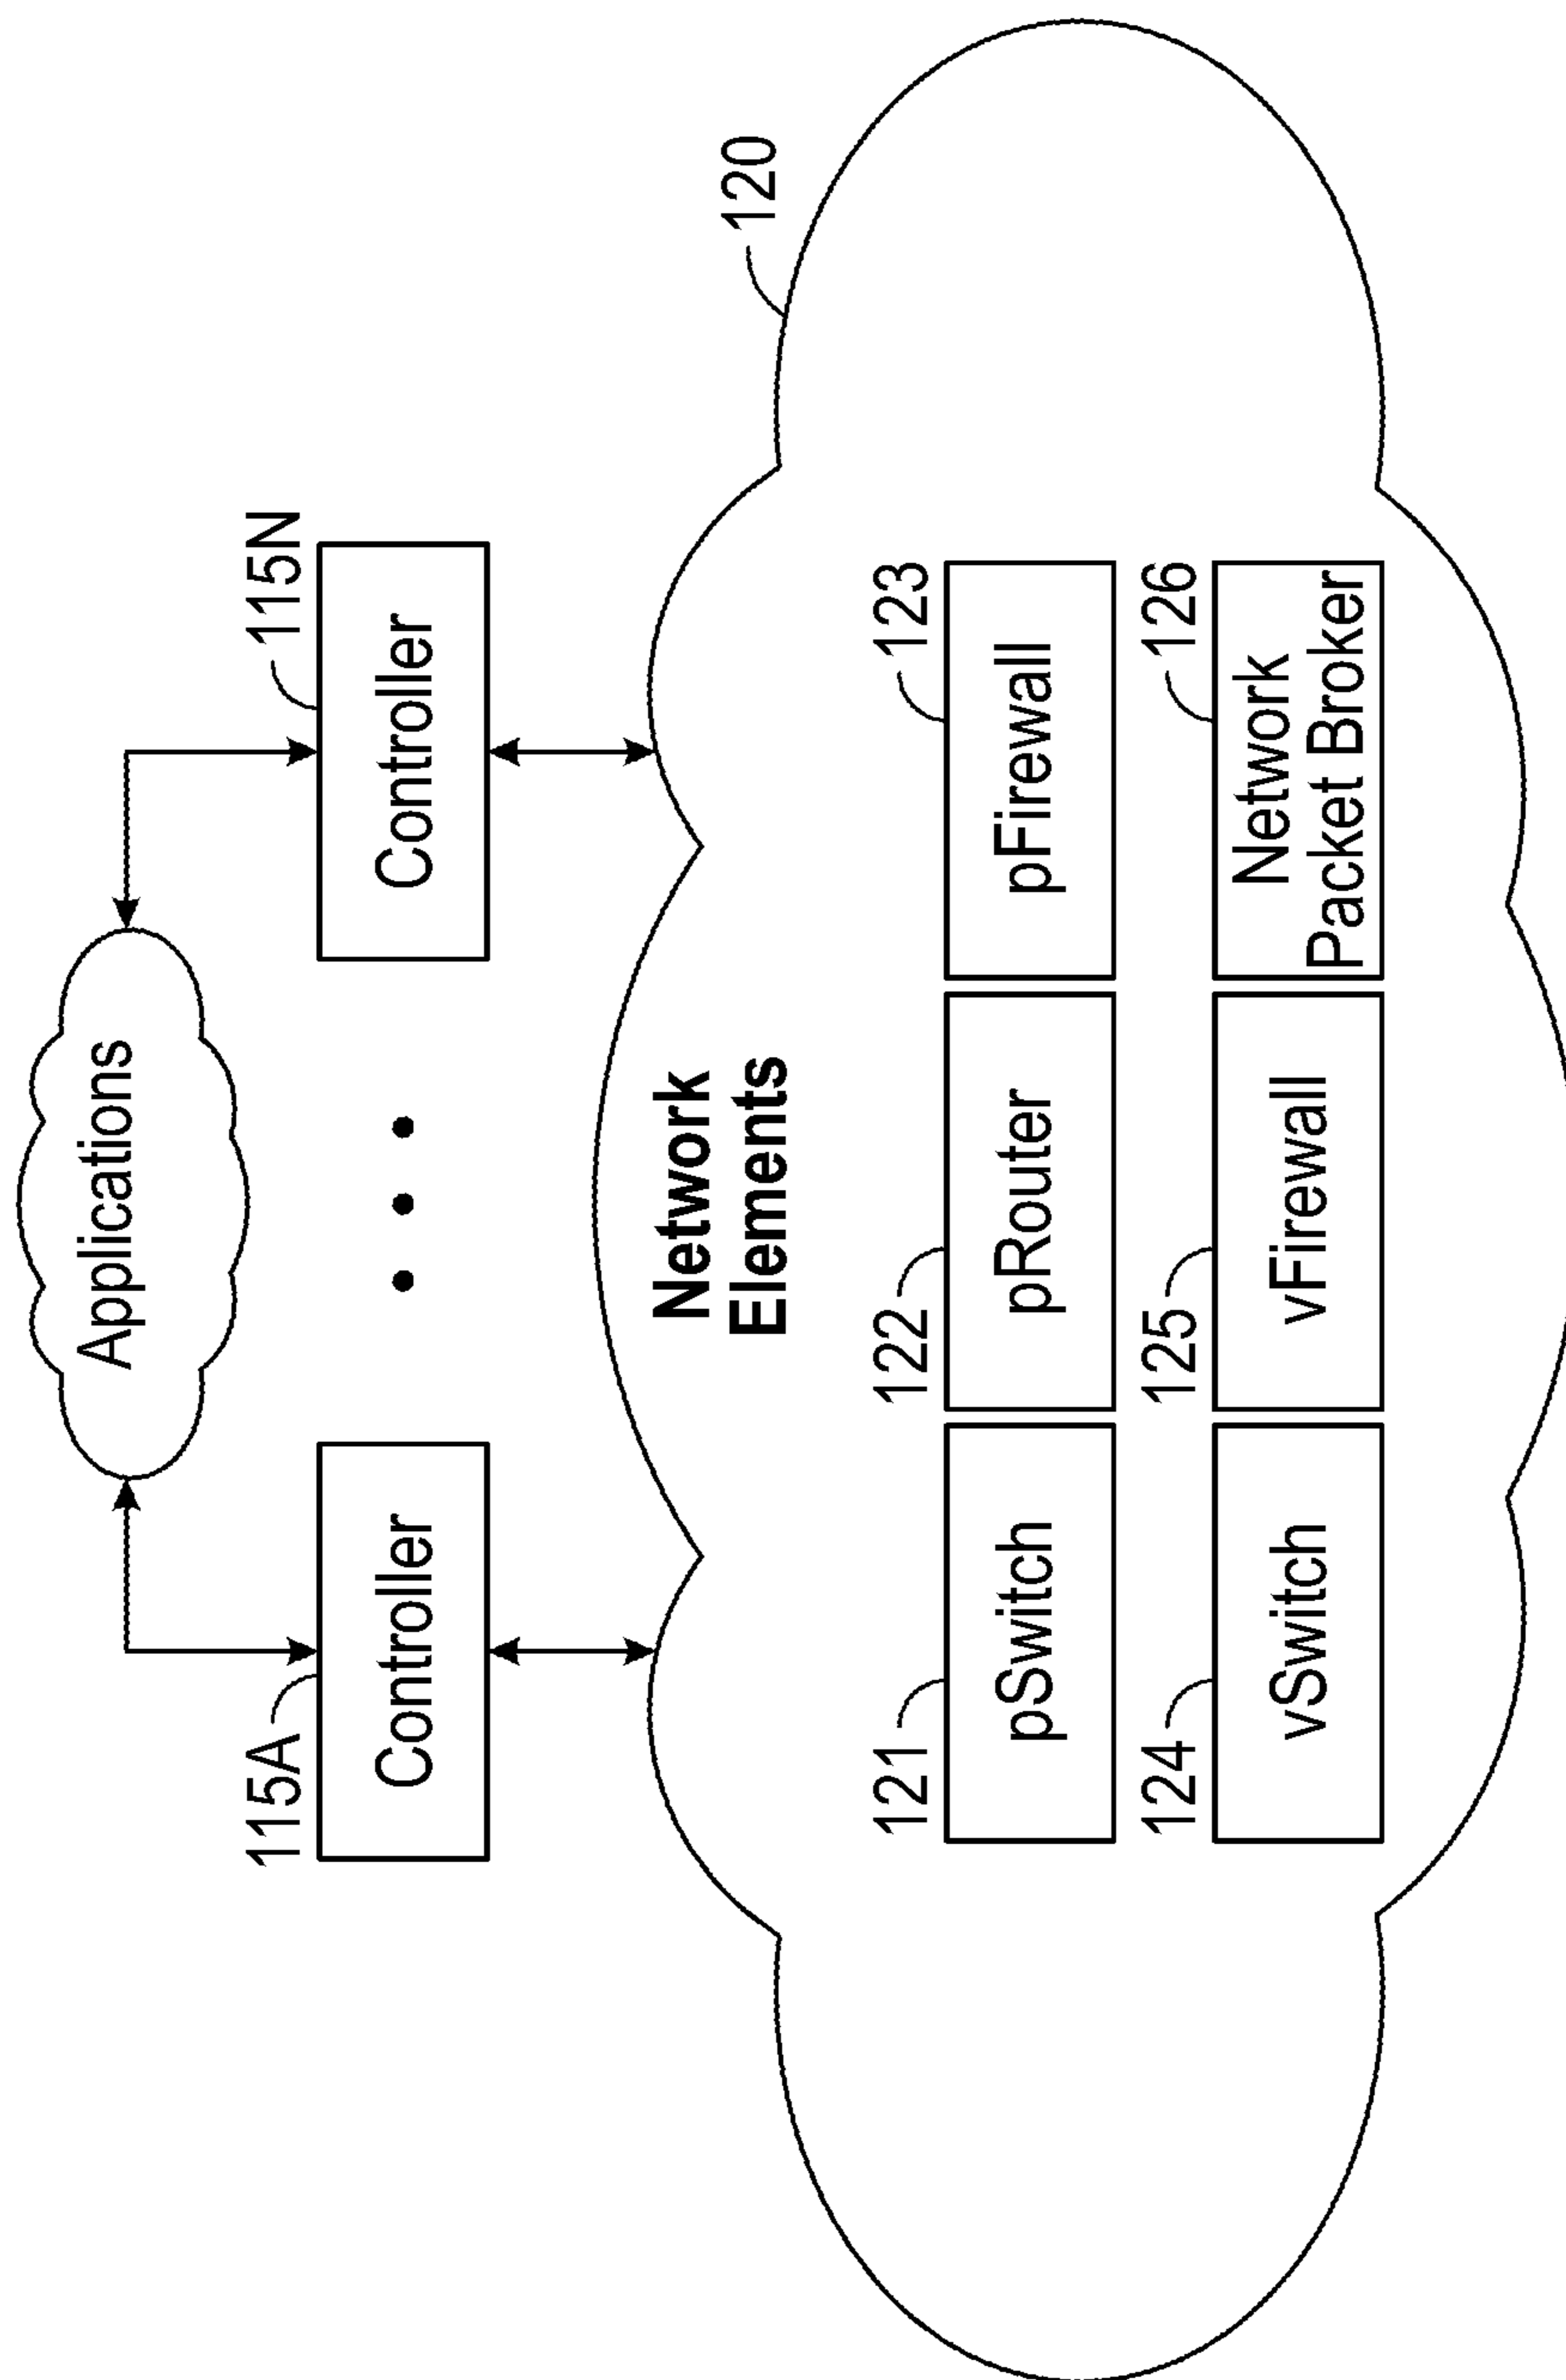 Applications
115A
115N
Controller
Controller
Network
Elements
120
121
122
123
pSwitch
pRouter
pFirewall
124
125
126
vSwitch
vFirewall
Network
Packet Broker